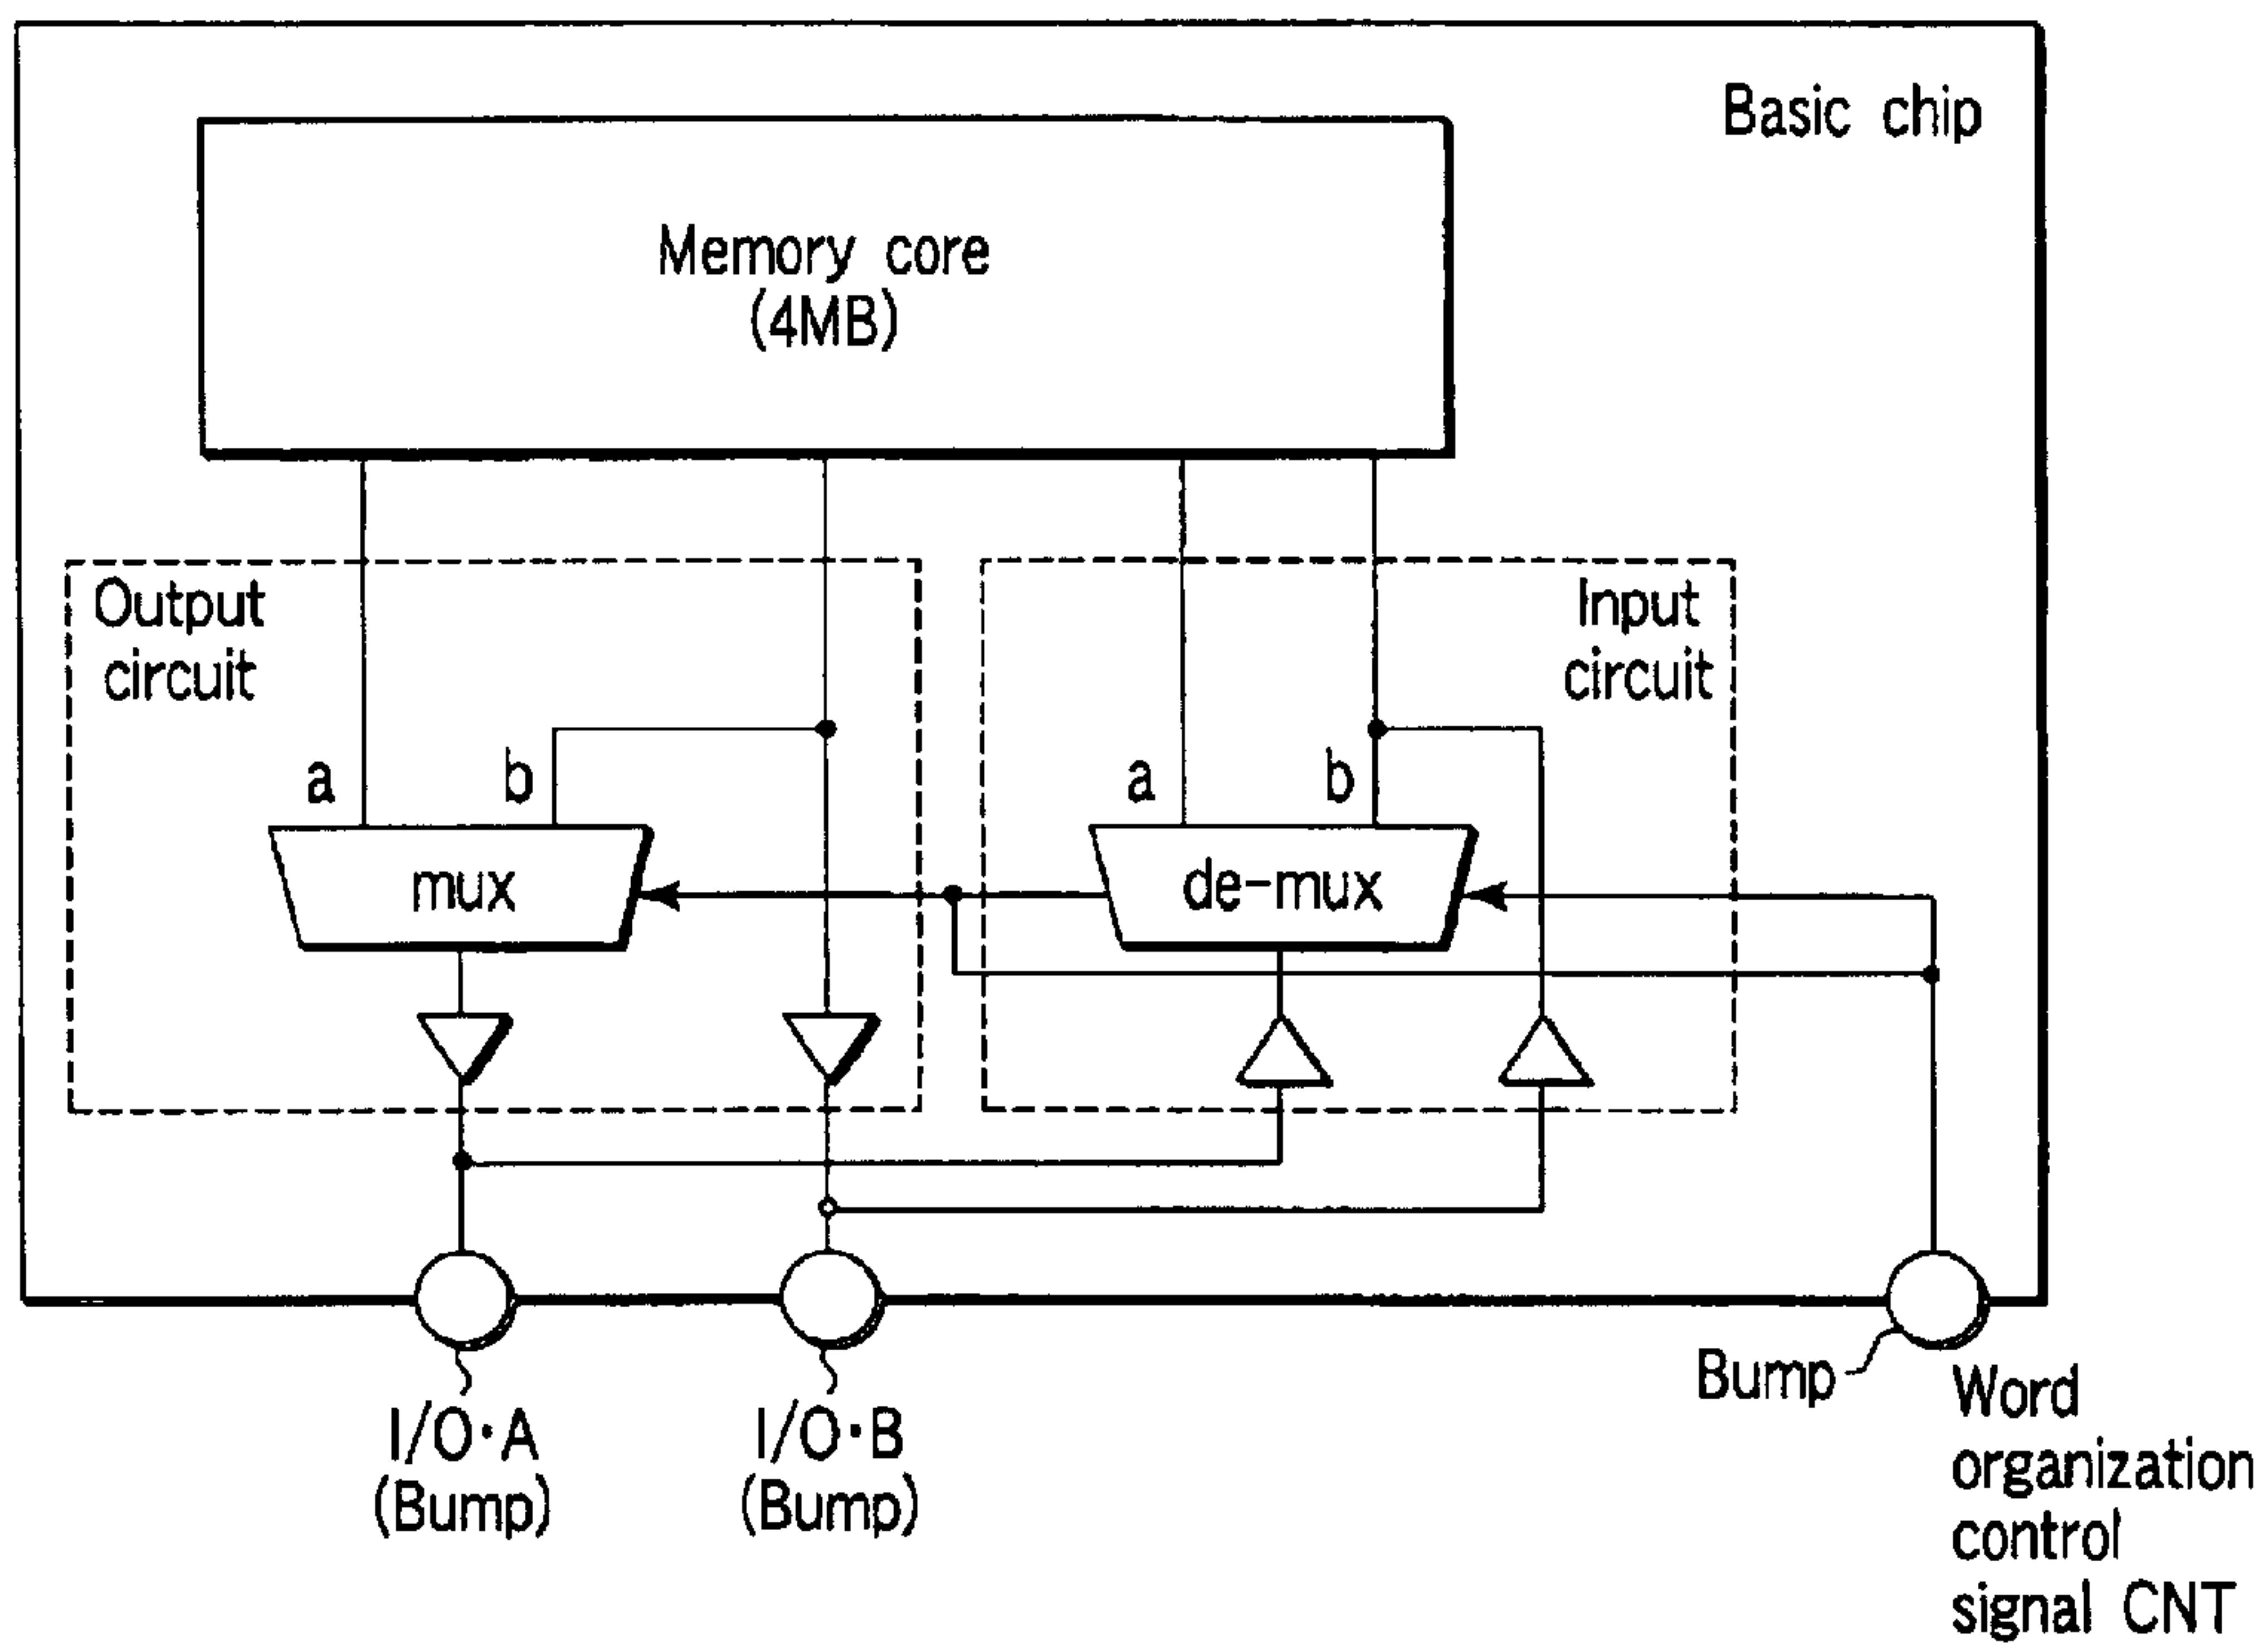 Basic chip
Memory core
(4MB)
Output
circuit
Input
circuit
a
b
a
b
mux
de-mux
I/O·A
(Bump)
I/O·B
(Bump)
Bump
Word
organization
control
signal CNT